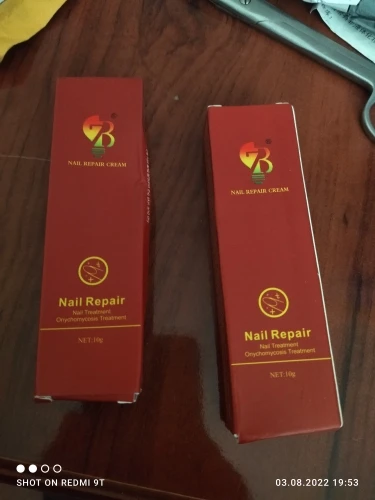 NAIL REPAIR CREAM
Nail Repair
Nail Treatment
Onychomycosis Treatment
NET. 10g
NAIL REPAIR CREAM
Nail Repair
Nail Treatment
Onychomycosis Treatment
NET. 10g
SHOT ON REDMI 9T
03.08.2022 19:53